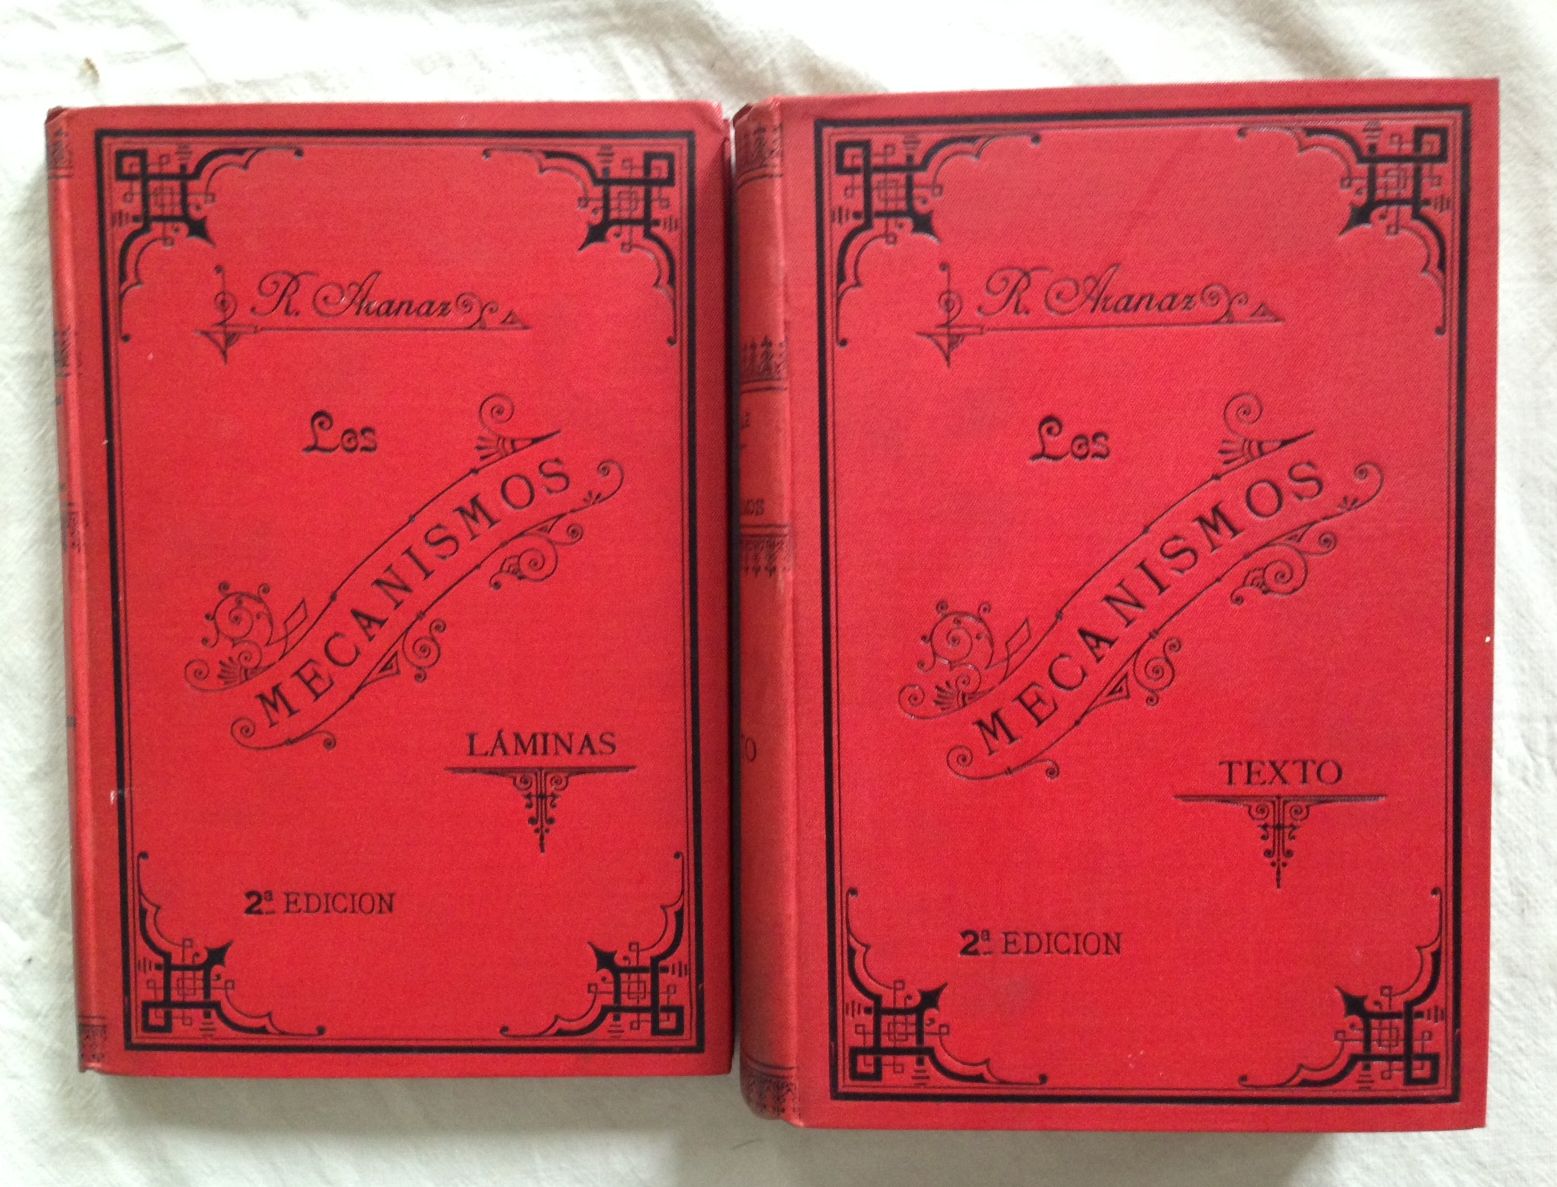 R. Aranaz
Los
MECANISMOS
LÁMINAS
2ª EDICION
R. Aranaz
Los
MECANISMOS
TEXTO
2ª EDICION